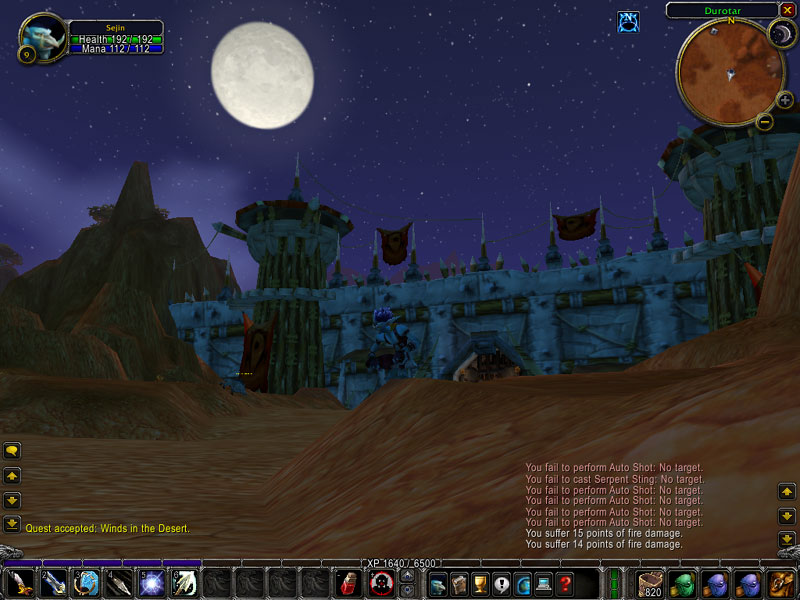 Sejin
Health 192 / 192
Mana 112 / 112
9
Durotar
N
N
You fail to perform Auto Shot: No target.
You fail to cast Serpent Sting: No target.
You fail to perform Auto Shot: No target.
You fail to perform Auto Shot: No target.
You fail to perform Auto Shot: No target.
You fail to perform Auto Shot: No target.
You suffer 15 points of fire damage.
You suffer 14 points of fire damage.
Quest accepted: Winds in the Desert.
XP 1640 / 6500
820